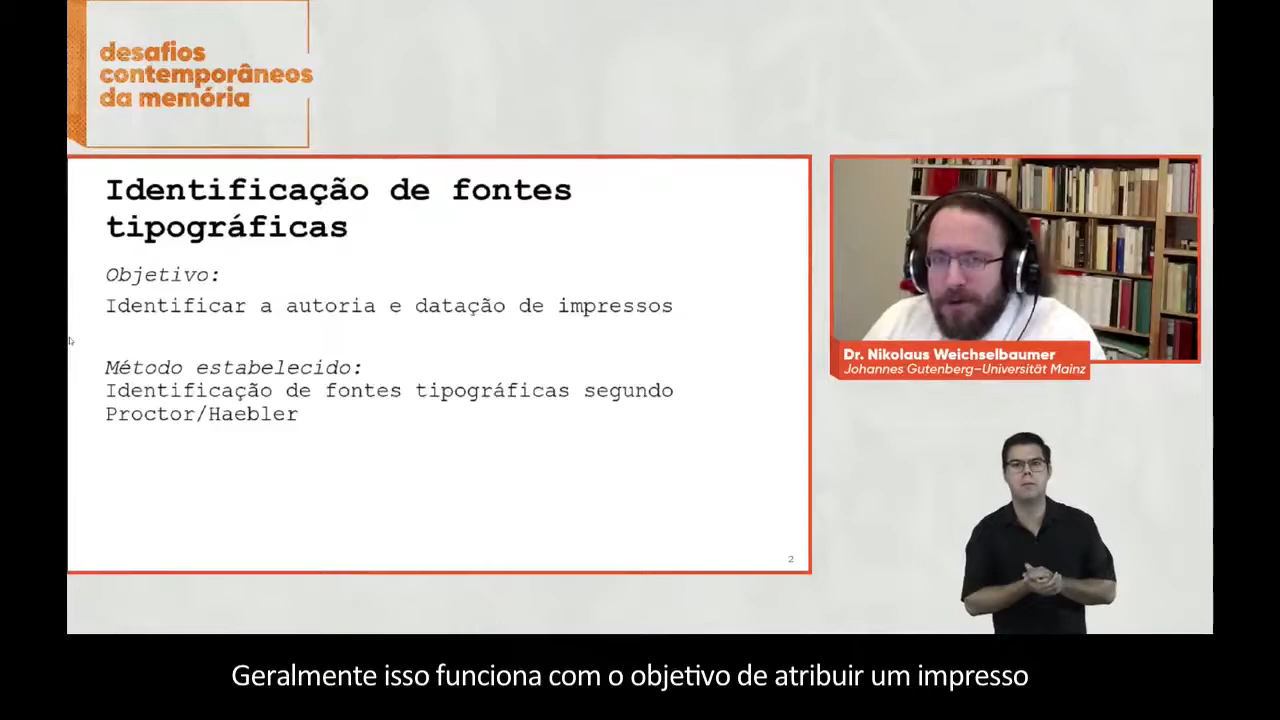 desafios
contemporâneos
da memória
Identificação de fontes
tipográficas
Objetivo:
Identificar a autoria e datação de impressos
Método estabelecido:
Identificação de fontes tipográficas segundo
Proctor/Haebler
2
Dr. Nikolaus Weichselbaumer
Johannes Gutenberg–Universität Mainz
Geralmente isso funciona com o objetivo de atribuir um impresso